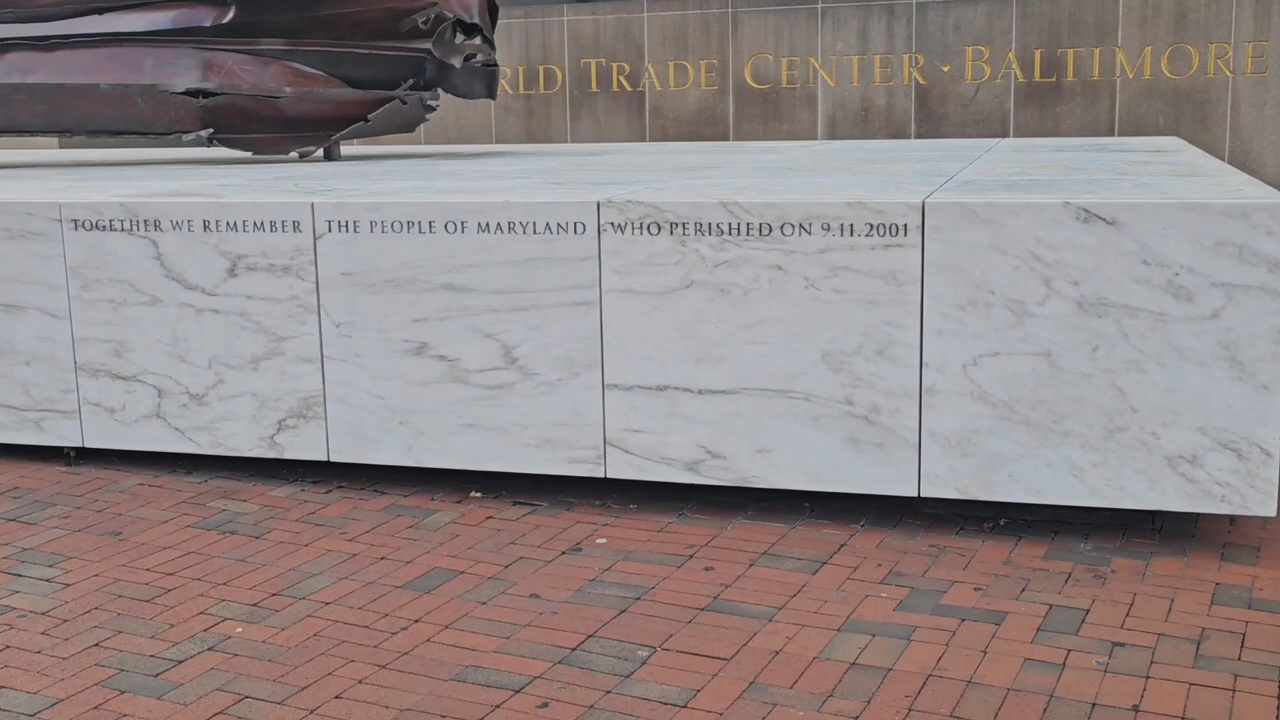 RLD TRADE CENTER · BALTIMORE
TOGETHER WE REMEMBER THE PEOPLE OF MARYLAND WHO PERISHED ON 9.11.2001